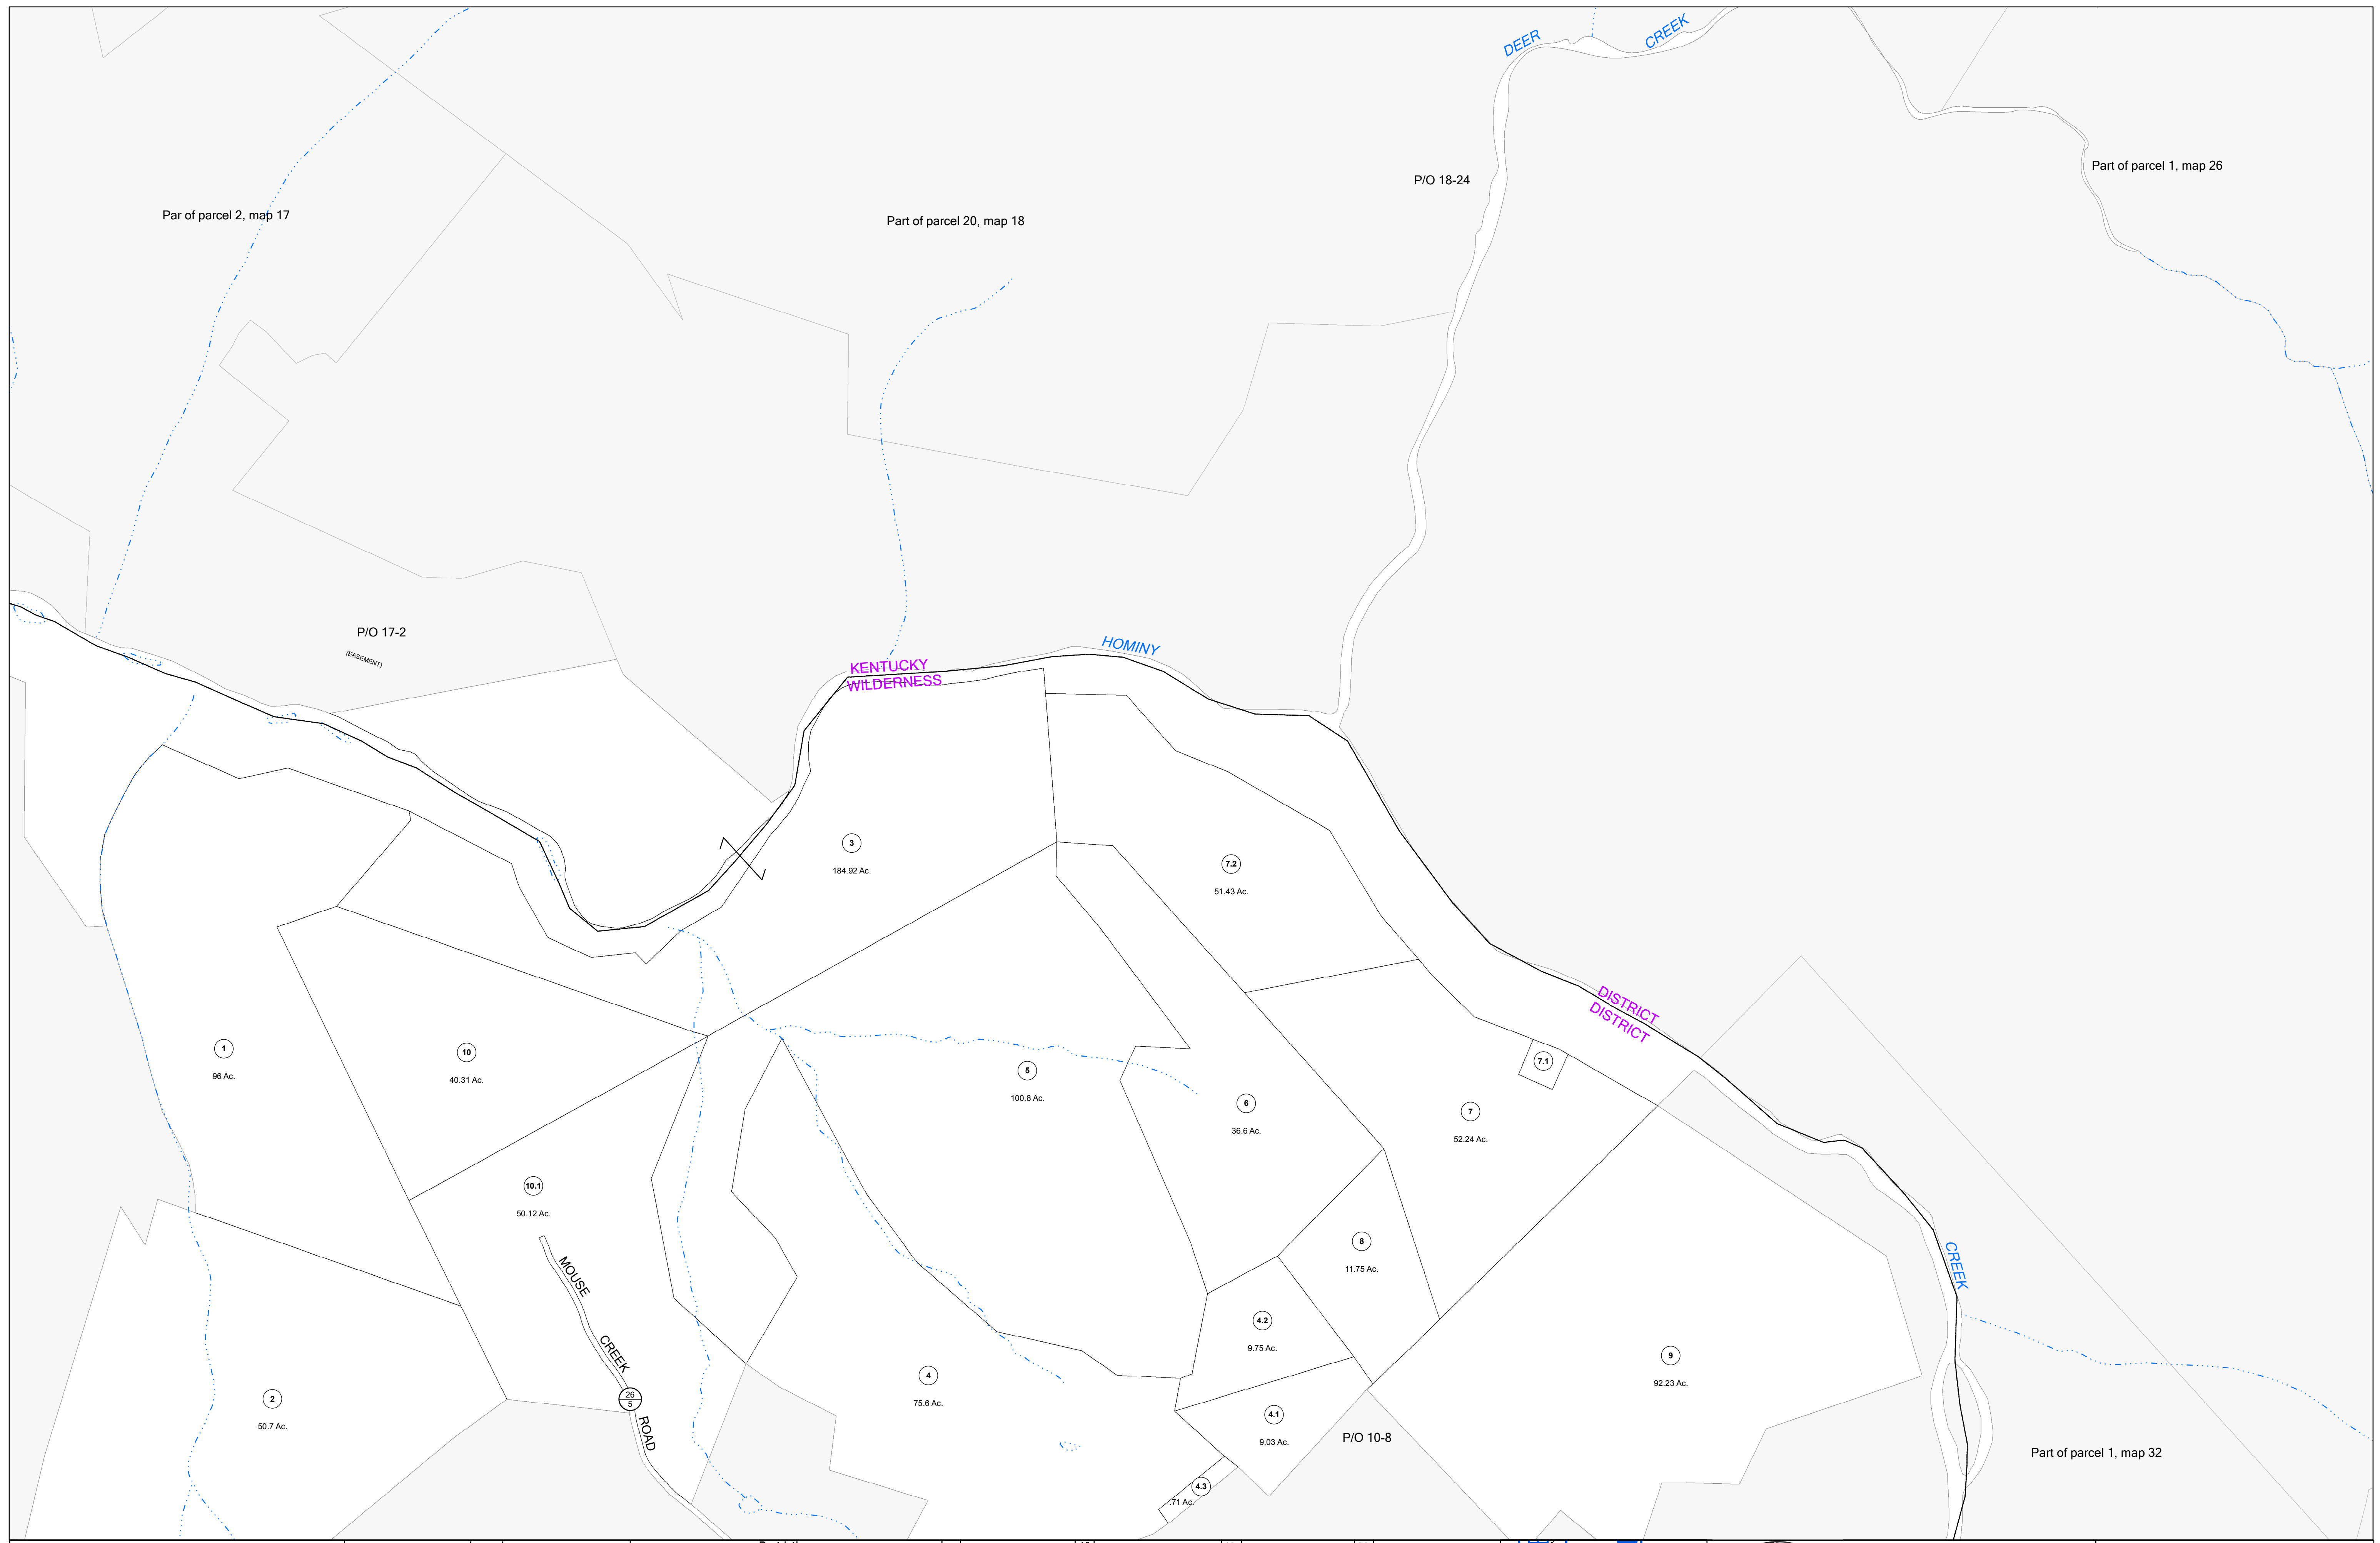 DEER
CREEK
Part of parcel 1, map 26
P/O 18-24
Par of parcel 2, map 17
Part of parcel 20, map 18
P/O 17-2
(EASEMENT)
HOMINY
KENTUCKY
WILDERNESS
3
184.92 Ac.
7.2
51.43 Ac.
DISTRICT
DISTRICT
1
96 Ac.
10
40.31 Ac.
5
100.8 Ac.
7.1
6
36.6 Ac.
7
52.24 Ac.
10.1
50.12 Ac.
8
11.75 Ac.
CREEK
MOUSE
CREEK
ROAD
26
5
4.2
9.75 Ac.
9
92.23 Ac.
4
75.6 Ac.
2
50.7 Ac.
4.1
9.03 Ac.
P/O 10-8
Part of parcel 1, map 32
4.3
.71 Ac.